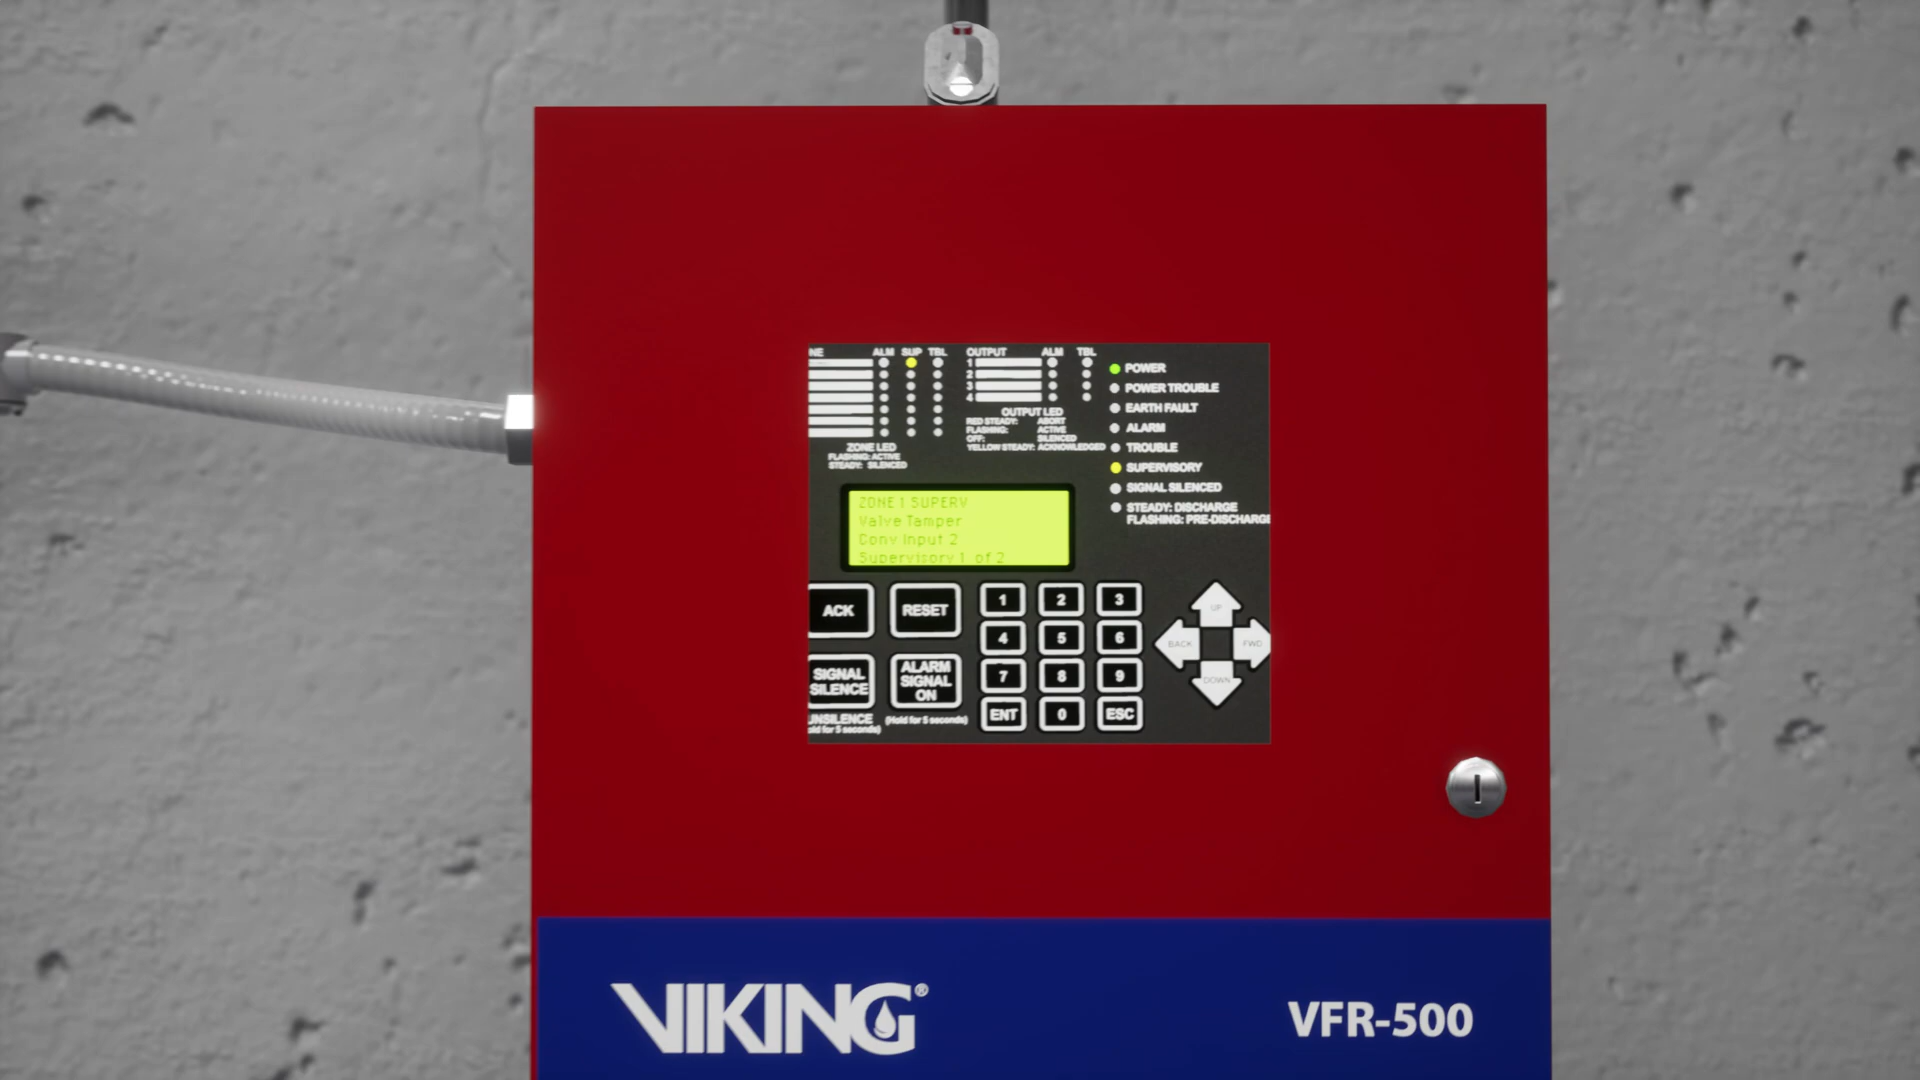 NE ALM SUP TBL
OUTPUT ALM TBL
1
2
3
4
OUTPUT LED
RED STEADY: ABORT
FLASHING: ACTIVE
OFF: SILENCED
YELLOW STEADY: ACKNOWLEDGED
ZONE LED
FLASHING: ACTIVE
STEADY: SILENCED
POWER
POWER TROUBLE
EARTH FAULT
ALARM
TROUBLE
SUPERVISORY
SIGNAL SILENCED
STEADY: DISCHARGE
FLASHING: PRE-DISCHARGE
ZONE 1 SUPERV
Valve Tamper
Conv Input 2
Supervisory 1 of 2
ACK
RESET
SIGNAL
SILENCE
UNSILENCE
old for 5 seconds)
ALARM
SIGNAL
ON
(Hold for 5 seconds)
1 2 3
4 5 6
7 8 9
ENT 0 ESC
UP
BACK FWD
DOWN
VIKING®
VFR-500